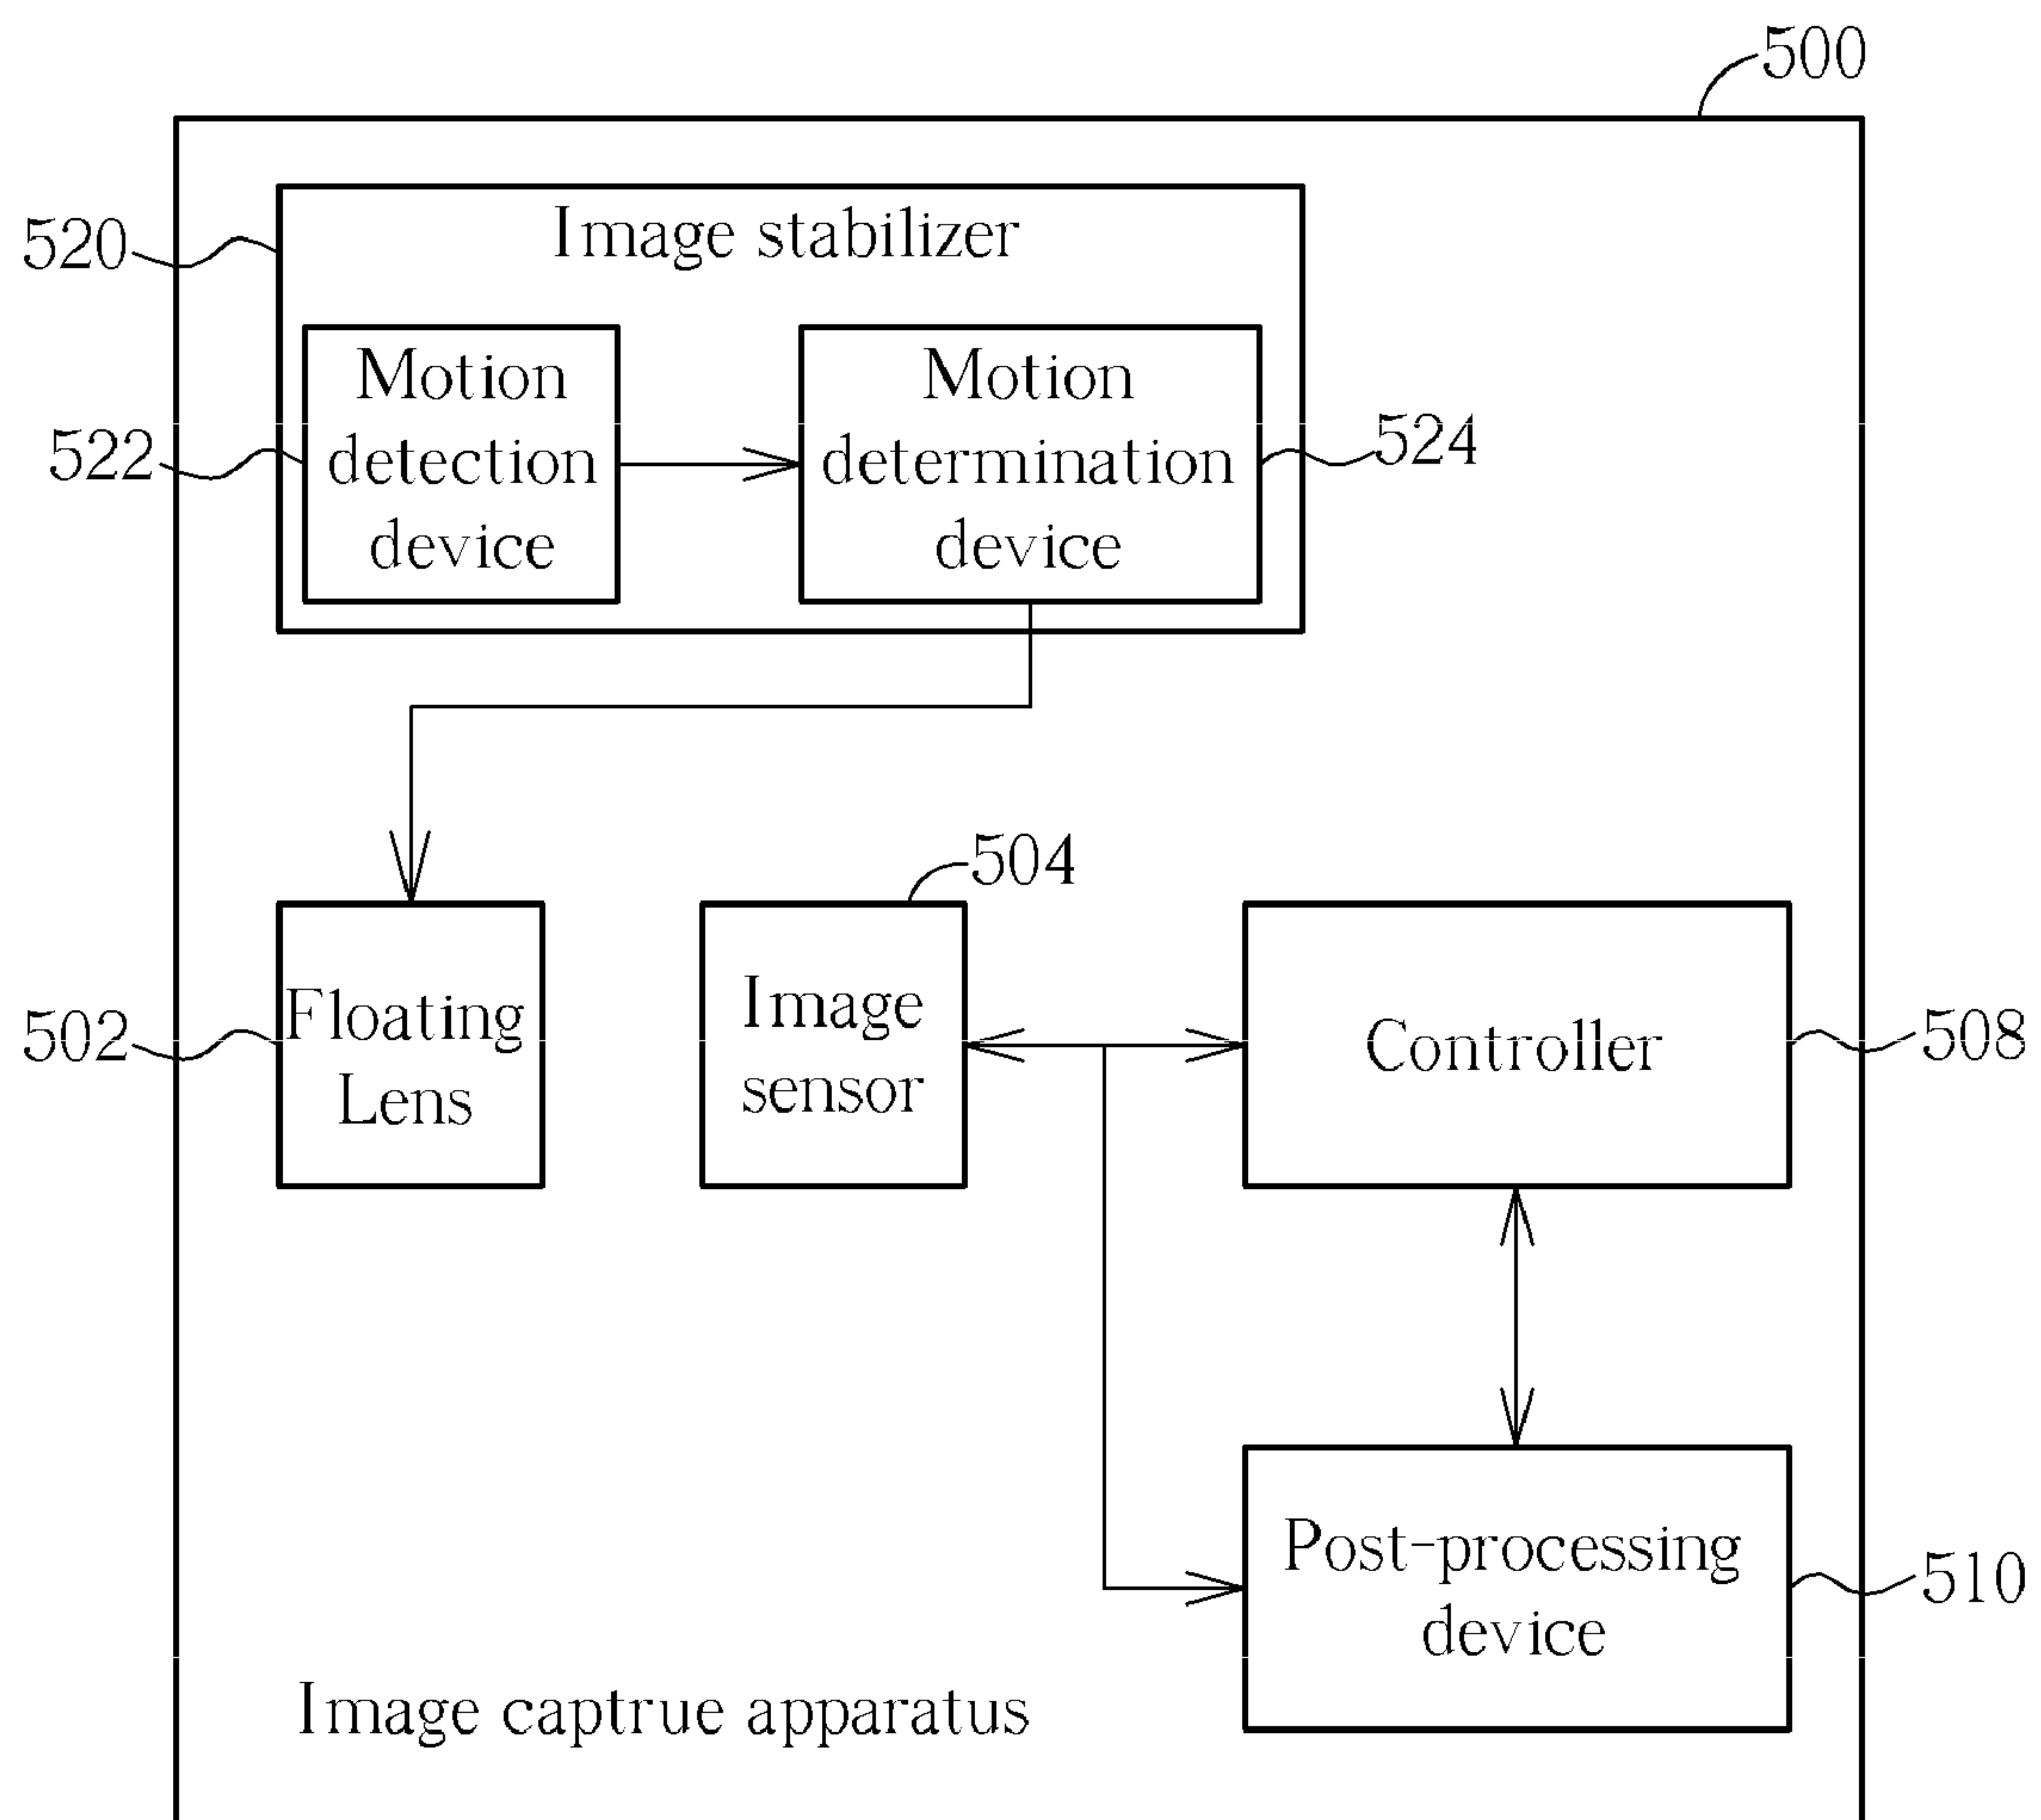 500
520
Image stabilizer
Motion
detection
device
522
Motion
determination
device
524
504
Floating
Lens
502
Image
sensor
Controller
508
Post-processing
device
510
Image captrue apparatus